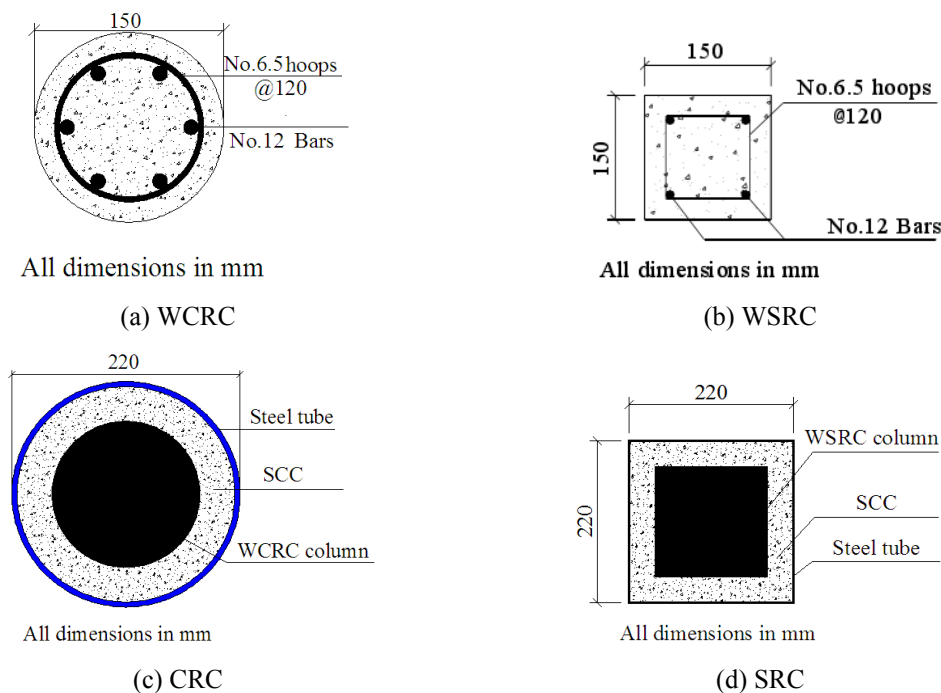 150
No.6.5 hoops
@120
No.12 Bars
All dimensions in mm
(a) WCRC
150
150
No.6.5 hoops
@120
No.12 Bars
All dimensions in mm
(b) WSRC
220
Steel tube
SCC
WCRC column
All dimensions in mm
(c) CRC
220
220
WSRC column
SCC
Steel tube
All dimensions in mm
(d) SRC